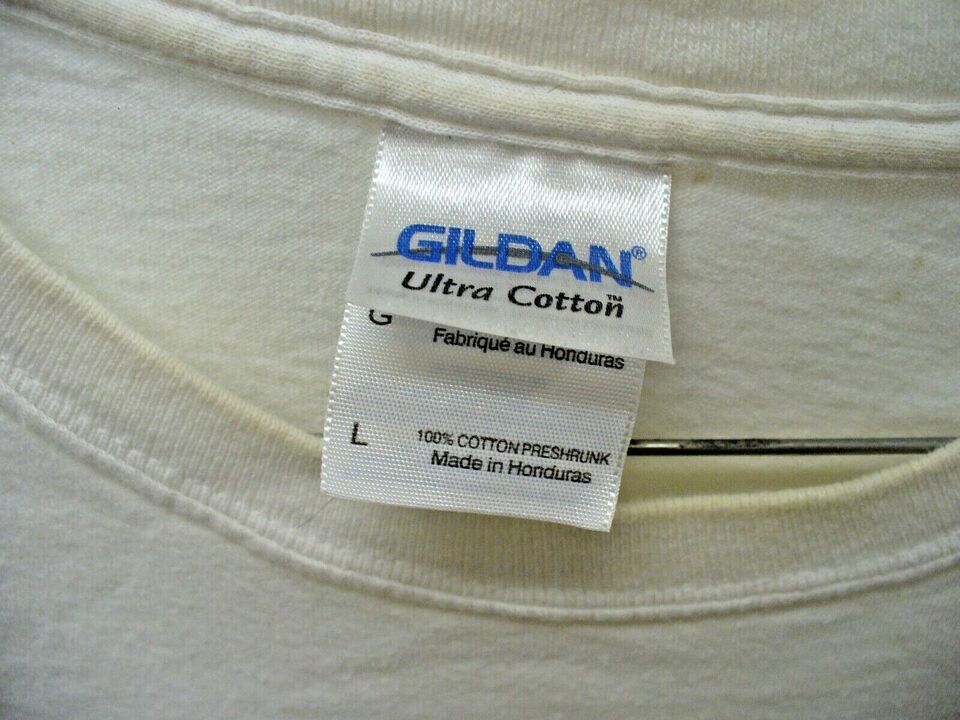 GILDAN®
Ultra Cotton™
G
Fabriqué au Honduras
L
100% COTTON PRESHRUNK
Made in Honduras